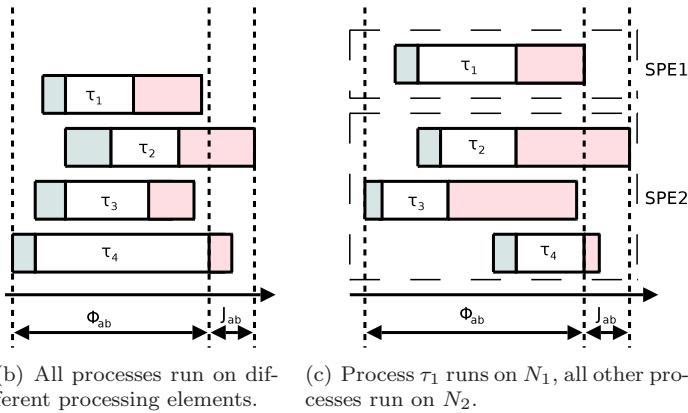 τ1
τ2
τ3
τ4
Φab
Jab
τ1
SPE1
τ2
SPE2
τ3
τ4
Φab
Jab
(b) All processes run on dif-
ferent processing elements.
(c) Process τ1 runs on N1, all other pro-
cesses run on N2.